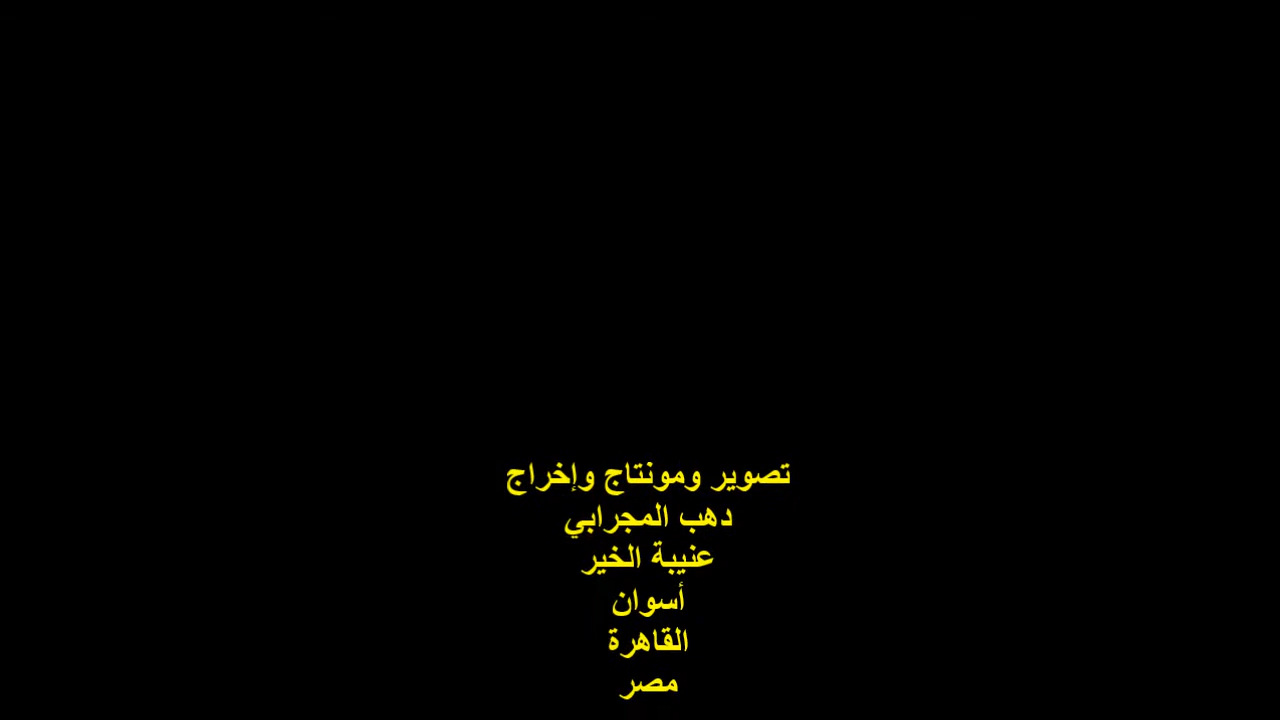 تصوير ومونتاج وإخراج
دهب المجرابي
عنيبة الخير
أسوان
القاهرة
مصر